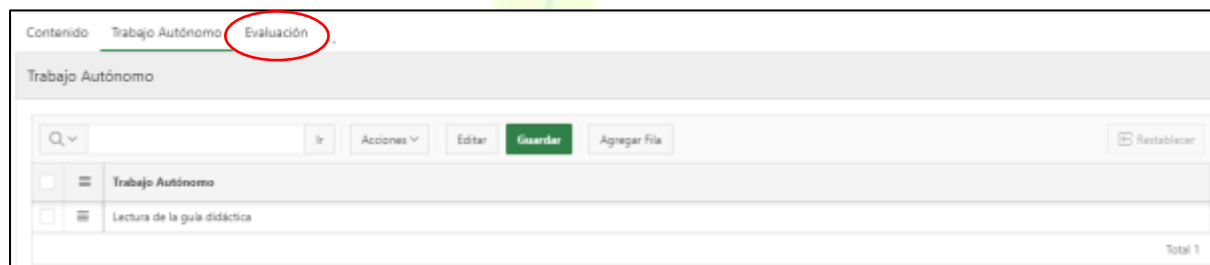 Contenido Trabajo Autónomo Evaluación
Trabajo Autónomo
Ir Acciones Editar Guardar Agregar Fila Restablecer
Trabajo Autónomo
Lectura de la guía didáctica
Total 1